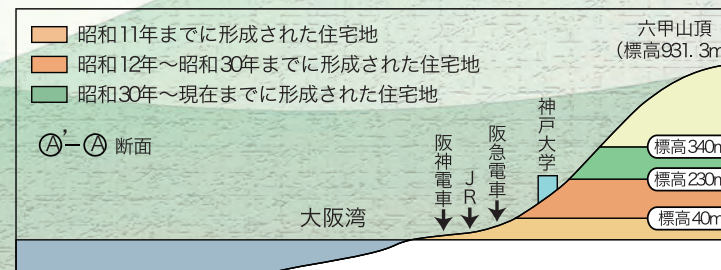 昭和11年までに形成された住宅地
昭和12年〜昭和30年までに形成された住宅地
昭和30年〜現在までに形成された住宅地
Ⓐ'−Ⓐ 断面
六甲山頂
（標高931.3m
神戸大学
阪急電車
JR
阪神電車
大阪湾
標高340m
標高230m
標高40m